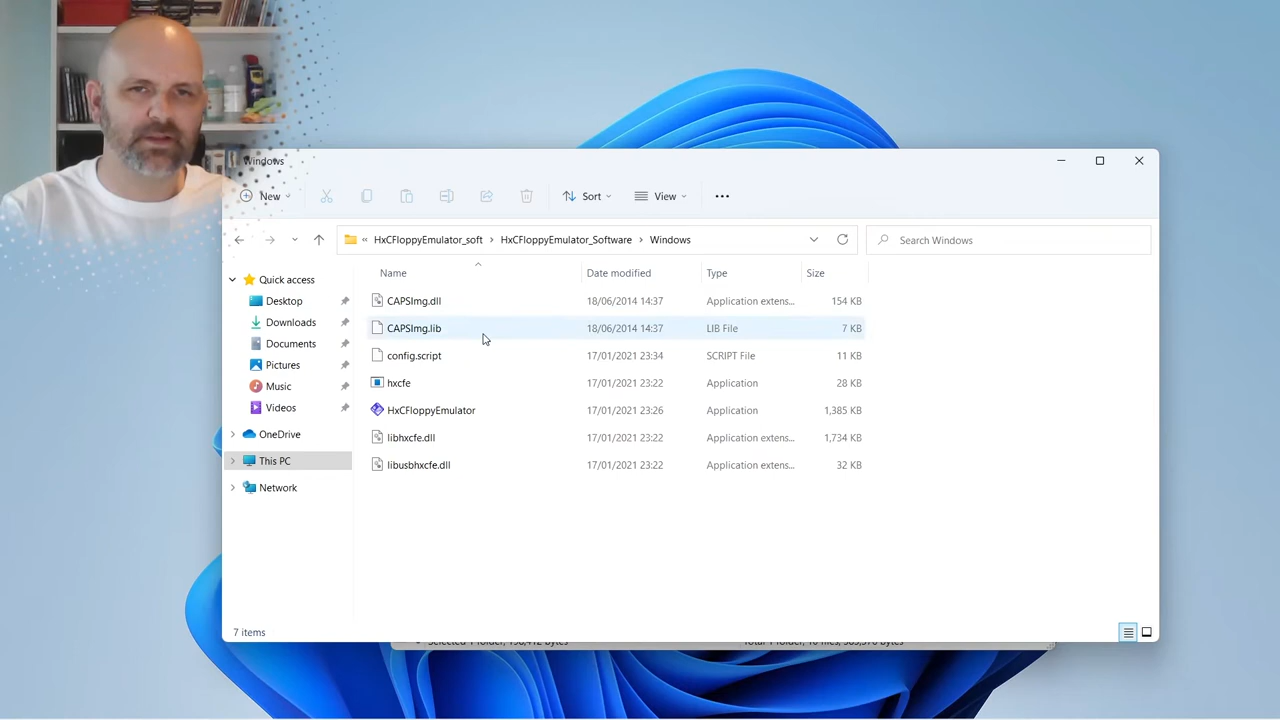 Windows
New
Sort
View
« HxCFloppyEmulator_soft › HxCFloppyEmulator_Software › Windows
Search Windows
Name Date modified Type Size
Quick access
Desktop
Downloads
Documents
Pictures
Music
Videos
OneDrive
This PC
Network
CAPSImg.dll 18/06/2014 14:37 Application extens... 154 KB
CAPSImg.lib 18/06/2014 14:37 LIB File 7 KB
config.script 17/01/2021 23:34 SCRIPT File 11 KB
hxcfe 17/01/2021 23:22 Application 28 KB
HxCFloppyEmulator 17/01/2021 23:26 Application 1,385 KB
libhxcfe.dll 17/01/2021 23:22 Application extens... 1,734 KB
libusbhxcfe.dll 17/01/2021 23:22 Application extens... 32 KB
7 items